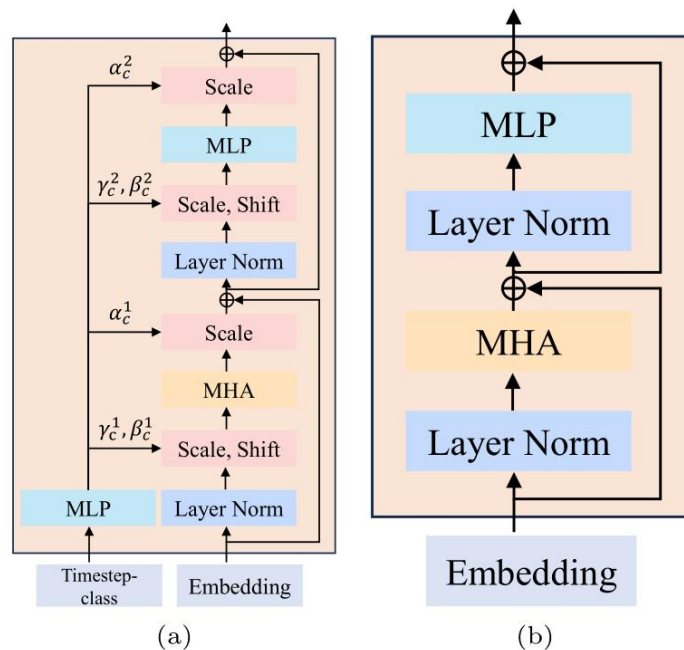 α_c^2
Scale
MLP
γ_c^2, β_c^2
Scale, Shift
Layer Norm
α_c^1
Scale
MHA
γ_c^1, β_c^1
Scale, Shift
MLP
Layer Norm
Timestep-
class
Embedding
(a)
MLP
Layer Norm
MHA
Layer Norm
Embedding
(b)